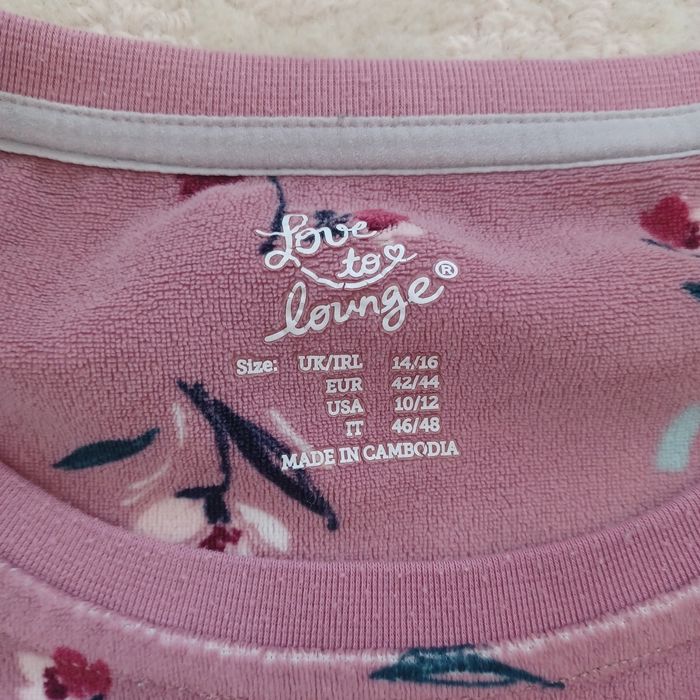 Love
to
lounge®
Size: UK/IRL 14/16
EUR 42/44
USA 10/12
IT 46/48
MADE IN CAMBODIA